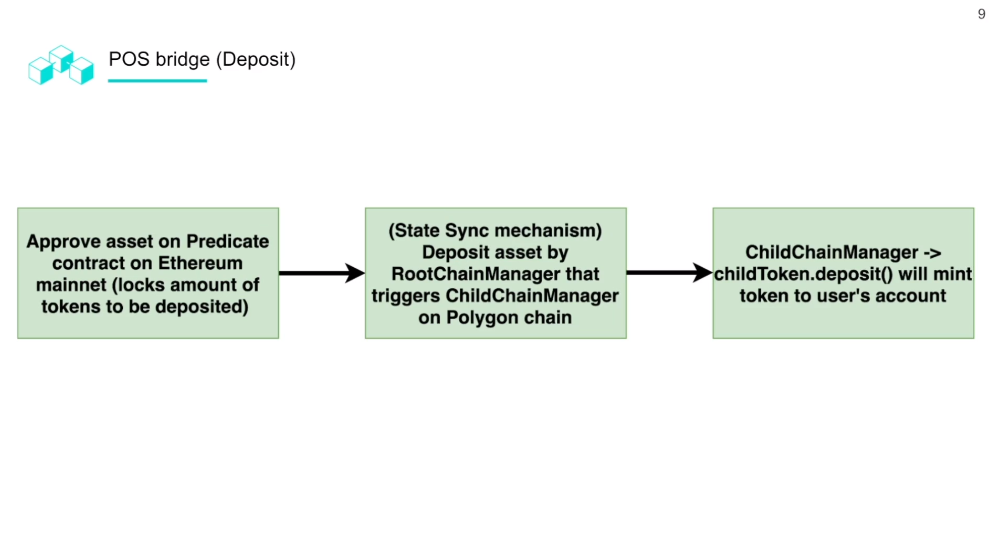 9
POS bridge (Deposit)
Approve asset on Predicate
contract on Ethereum
mainnet (locks amount of
tokens to be deposited)
(State Sync mechanism)
Deposit asset by
RootChainManager that
triggers ChildChainManager
on Polygon chain
ChildChainManager ->
childToken.deposit() will mint
token to user's account